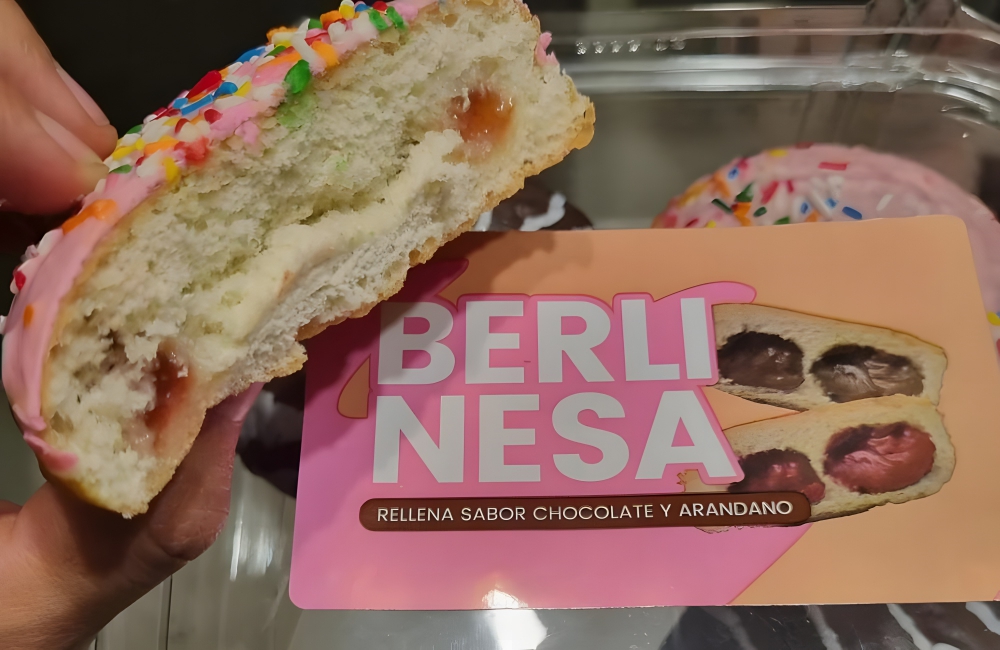 BERLI
NESA
RELLENA SABOR CHOCOLATE Y ARANDANO